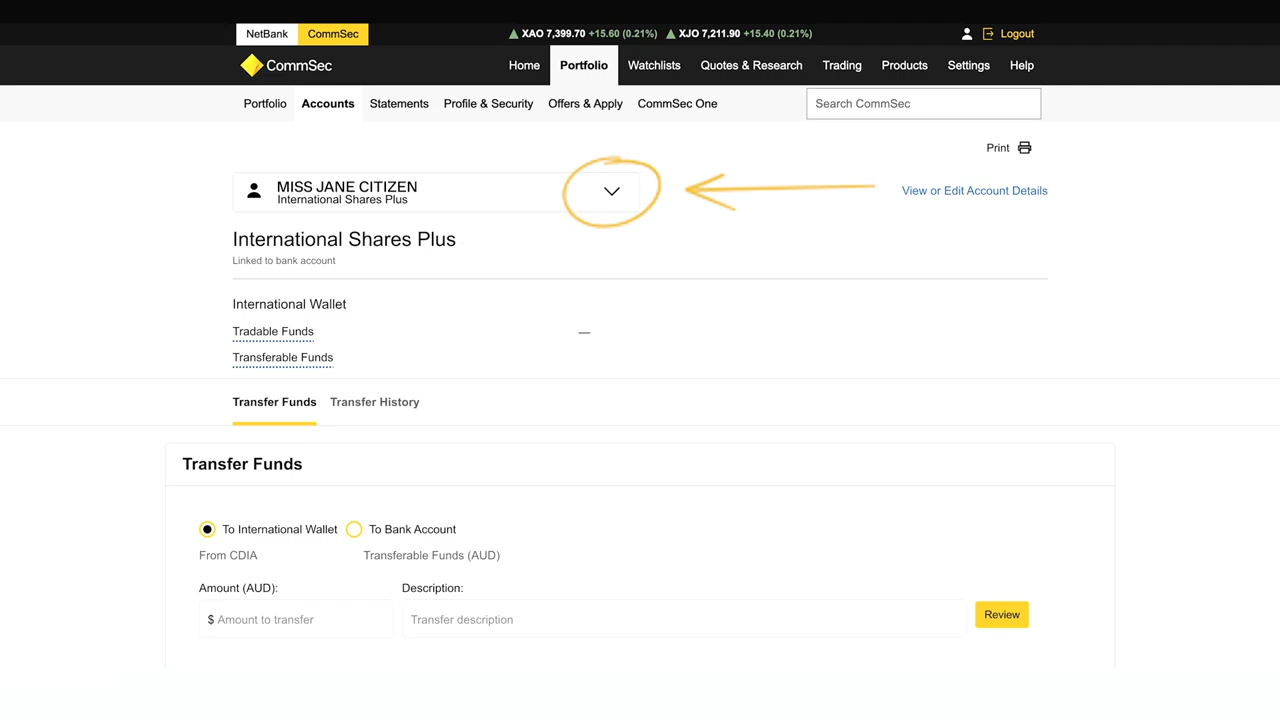 NetBank CommSec XAO 7,399.70 +15.60 (0.21%) XJO 7,211.90 +15.40 (0.21%) Logout
CommSec Home Portfolio Watchlists Quotes & Research Trading Products Settings Help
Portfolio Accounts Statements Profile & Security Offers & Apply CommSec One Search CommSec
Print
MISS JANE CITIZEN
International Shares Plus
View or Edit Account Details
International Shares Plus
Linked to bank account
International Wallet
Tradable Funds —
Transferable Funds
Transfer Funds Transfer History
Transfer Funds
To International Wallet To Bank Account
From CDIA Transferable Funds (AUD)
Amount (AUD): Description:
$ Amount to transfer Transfer description Review